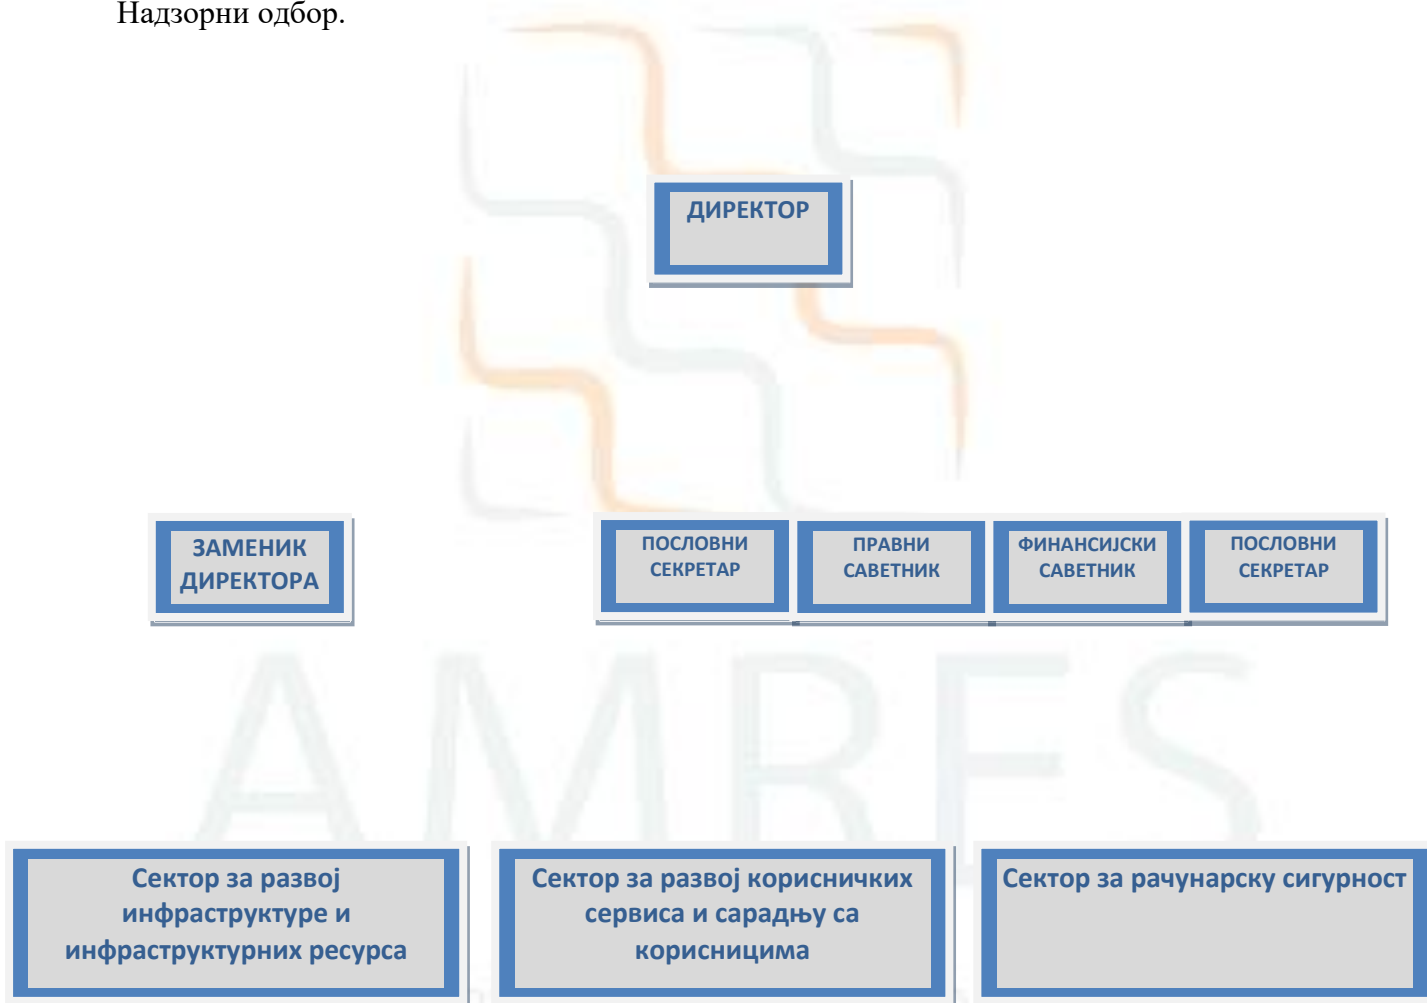 Надзорни одбор.
ДИРЕКТОР
ЗАМЕНИК
ДИРЕКТОРА
ПОСЛОВНИ
СЕКРЕТАР
ПРАВНИ
САВЕТНИК
ФИНАНСИЈСКИ
САВЕТНИК
ПОСЛОВНИ
СЕКРЕТАР
AMRES
Сектор за развој
инфраструктуре и
инфраструктурних ресурса
Сектор за развој корисничких
сервиса и сарадњу са
корисницима
Сектор за рачунарску сигурност